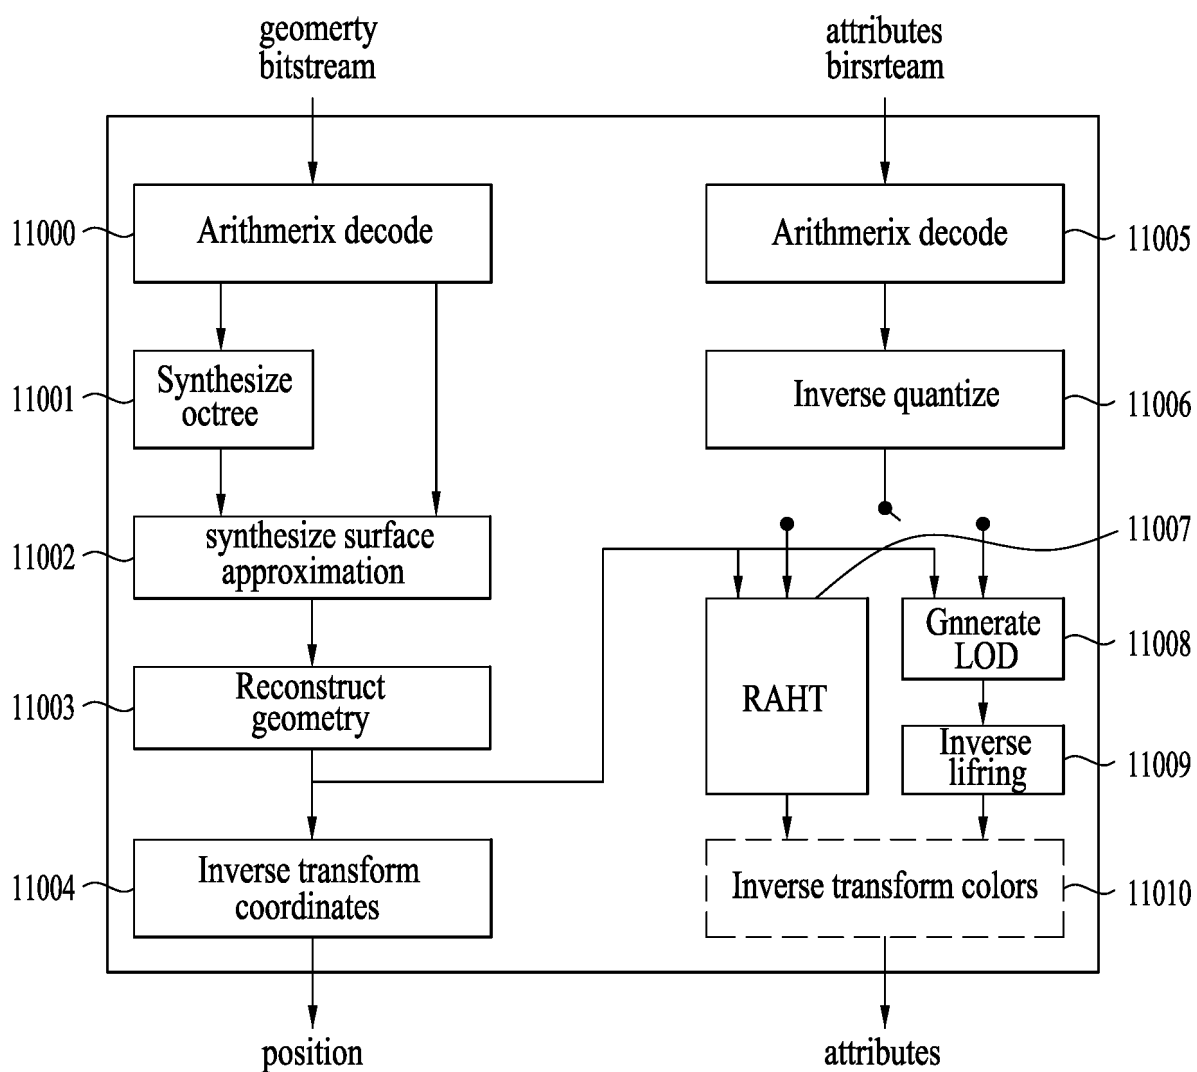 geomerty
bitstream
attributes
birsrteam
11000
Arithmerix decode
Arithmerix decode
11005
11001
Synthesize
octree
Inverse quantize
11006
11002
synthesize surface
approximation
11007
RAHT
Gnnerate
LOD
11008
11003
Reconstruct
geometry
Inverse
lifring
11009
11004
Inverse transform
coordinates
Inverse transform colors
11010
position
attributes